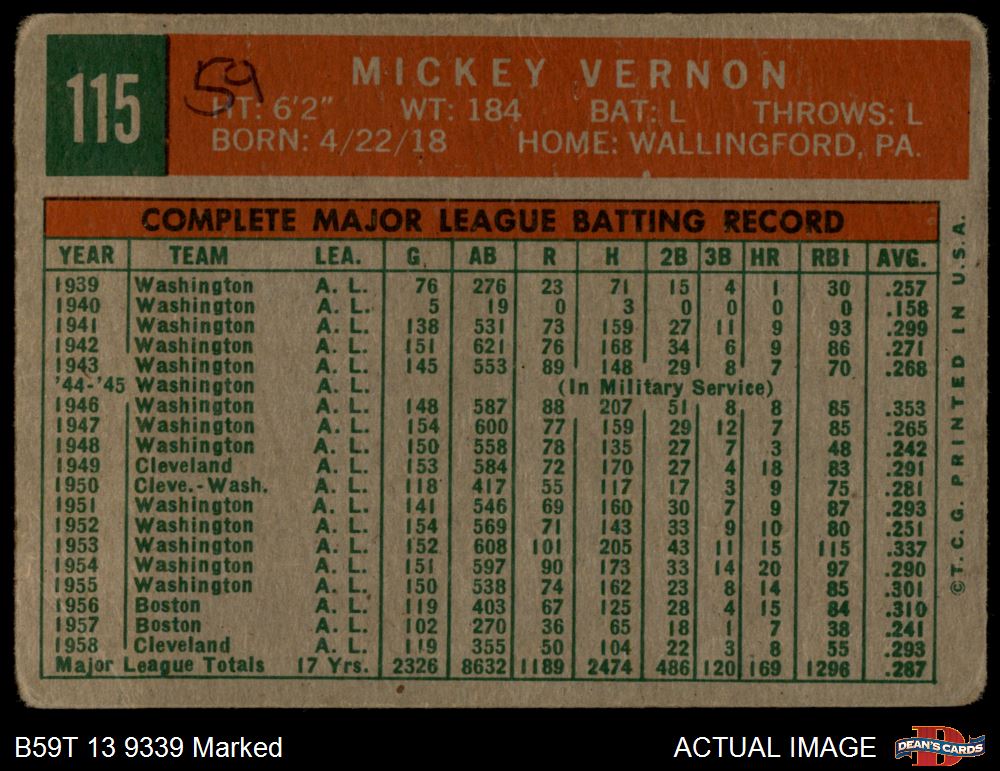 115
59
MICKEY VERNON
HT: 6'2" WT: 184 BAT: L THROWS: L
BORN: 4/22/18 HOME: WALLINGFORD, PA.
COMPLETE MAJOR LEAGUE BATTING RECORD
YEAR TEAM LEA. G AB R H 2B 3B HR RBI AVG.
1939 Washington A. L. 76 276 23 71 15 4 1 30 .257
1940 Washington A. L. 5 19 0 3 0 0 0 0 .158
1941 Washington A. L. 138 531 73 159 27 11 9 93 .299
1942 Washington A. L. 151 621 76 168 34 6 9 86 .271
1943 Washington A. L. 145 553 89 148 29 8 7 70 .268
'44-'45 Washington A. L. (In Military Service)
1946 Washington A. L. 148 587 88 207 51 8 8 85 .353
1947 Washington A. L. 154 600 77 159 29 12 7 85 .265
1948 Washington A. L. 150 558 78 135 27 7 3 48 .242
1949 Cleveland A. L. 153 584 72 170 27 4 18 83 .291
1950 Cleve.-Wash. A. L. 118 417 55 117 17 3 9 75 .281
1951 Washington A. L. 141 546 69 160 30 7 9 87 .293
1952 Washington A. L. 154 569 71 143 33 9 10 80 .251
1953 Washington A. L. 152 608 101 205 43 11 15 115 .337
1954 Washington A. L. 151 597 90 173 33 14 20 97 .290
1955 Washington A. L. 150 538 74 162 23 8 14 85 .301
1956 Boston A. L. 119 403 67 125 28 4 15 84 .310
1957 Boston A. L. 102 270 36 65 18 1 7 38 .241
1958 Cleveland A. L. 119 355 50 104 22 3 8 55 .293
Major League Totals 17 Yrs. 2326 8632 1189 2474 486 120 169 1296 .287
©T.C.G. PRINTED IN U.S.A.
B59T 13 9339 Marked
ACTUAL IMAGE
D
DEAN'S CARDS